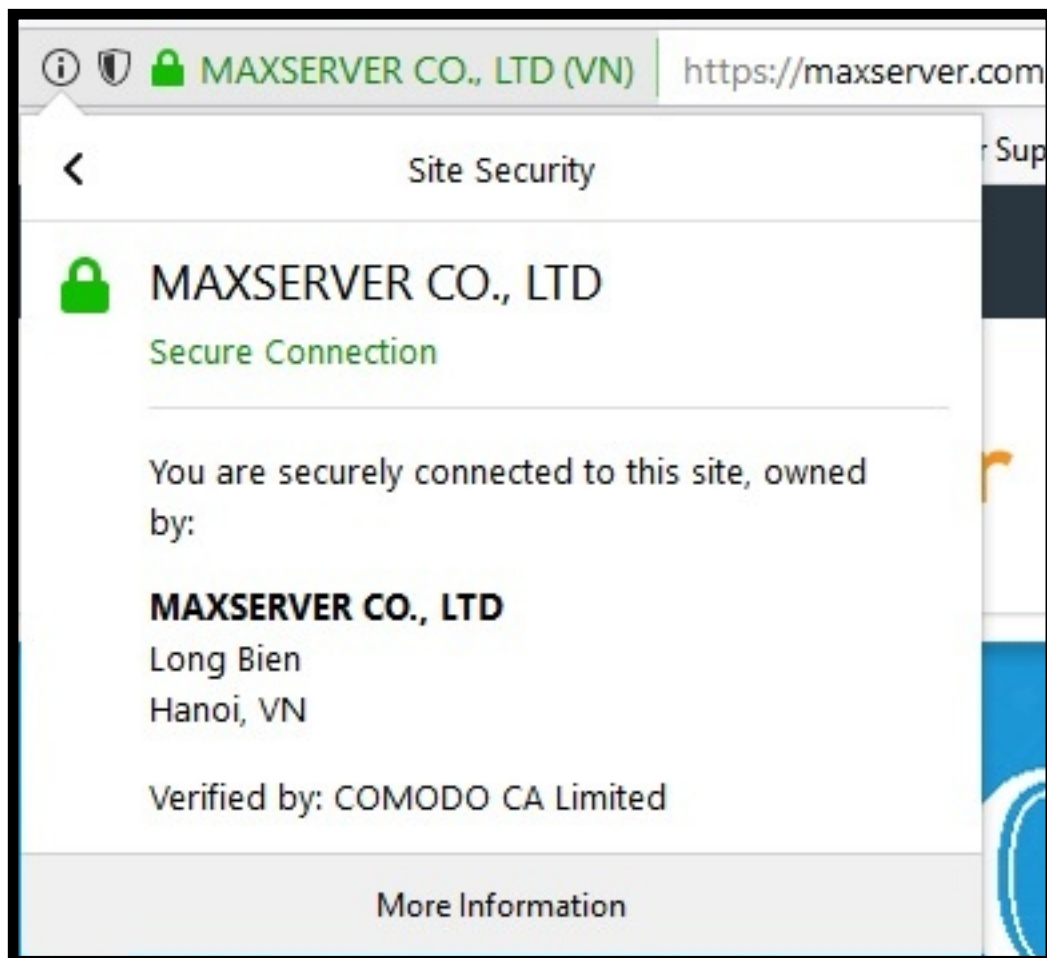 MAXSERVER CO., LTD (VN) https://maxserver.com
r Sup
Site Security
MAXSERVER CO., LTD
Secure Connection
You are securely connected to this site, owned
by:
r
MAXSERVER CO., LTD
Long Bien
Hanoi, VN
Verified by: COMODO CA Limited
More Information